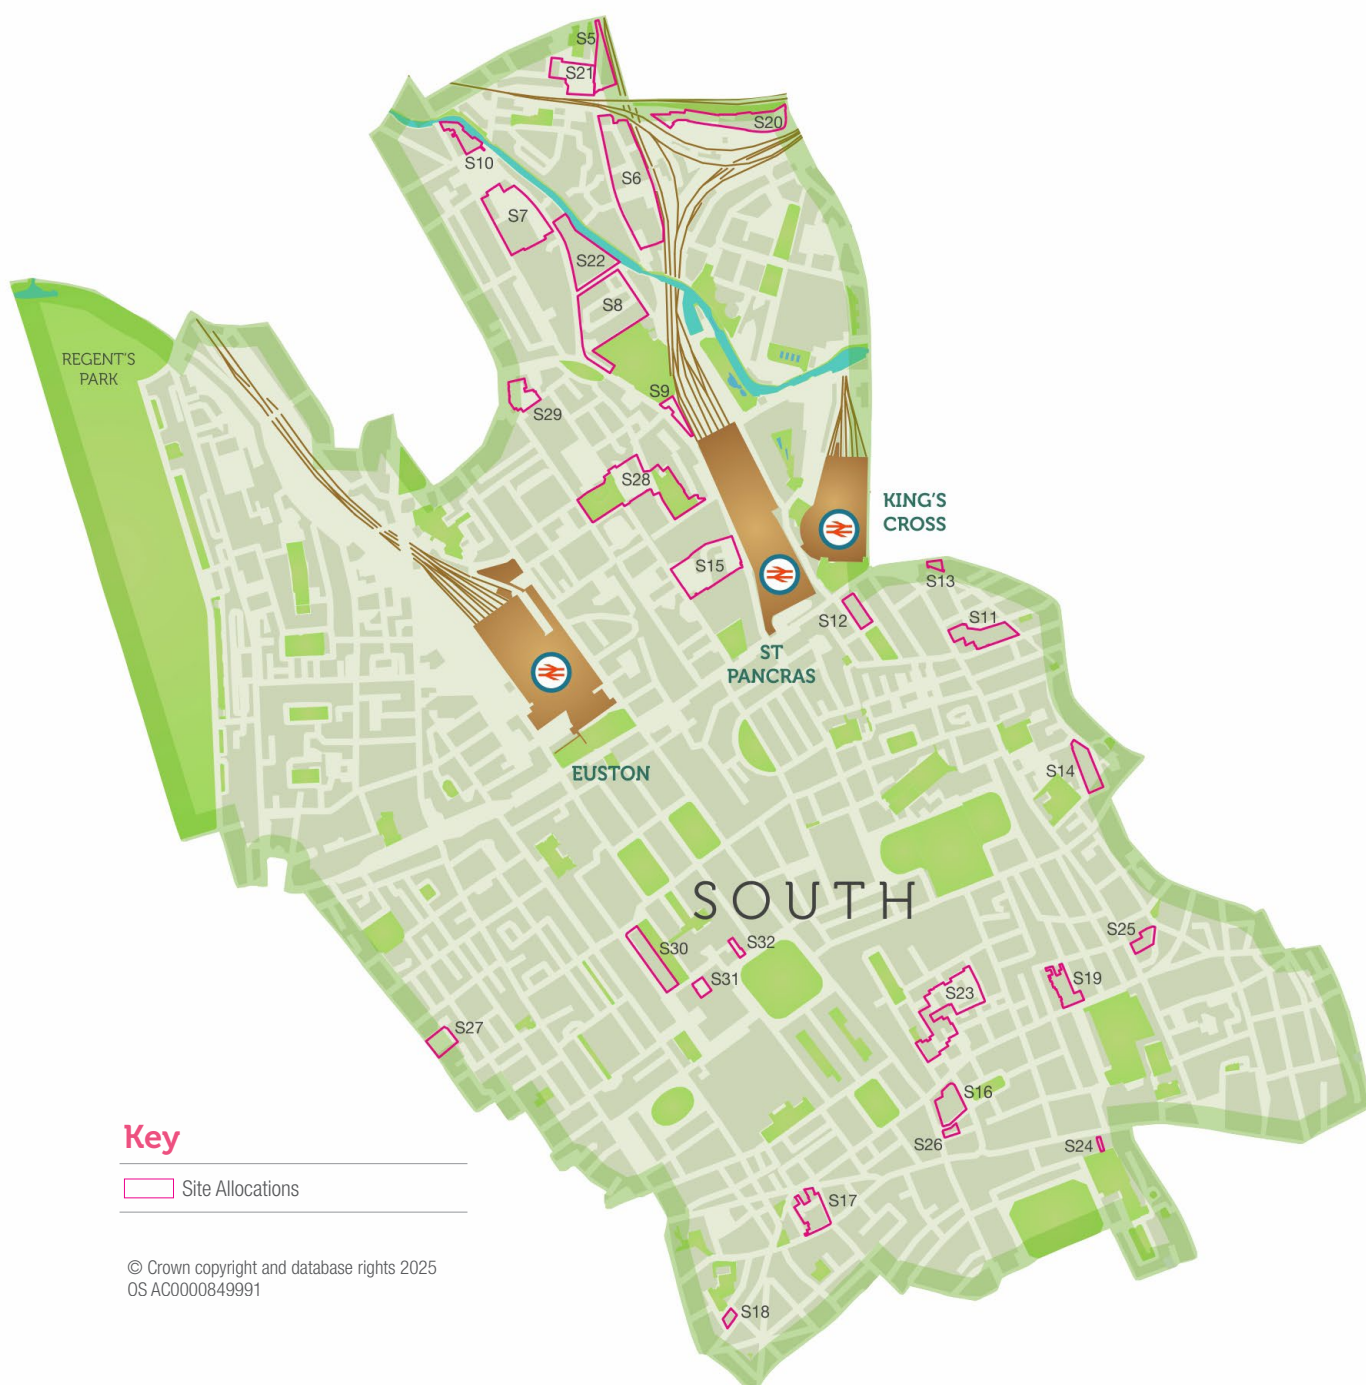 S5
S21
S20
S10
S6
S7
S22
S8
REGENT'S
PARK
S9
S29
S28
KING'S
CROSS
S15
S13
S12
S11
ST
PANCRAS
EUSTON
S14
SOUTH
S25
S30
S32
S31
S19
S23
S27
S16
S26
S24
S17
S18
Key
Site Allocations
© Crown copyright and database rights 2025
OS AC0000849991